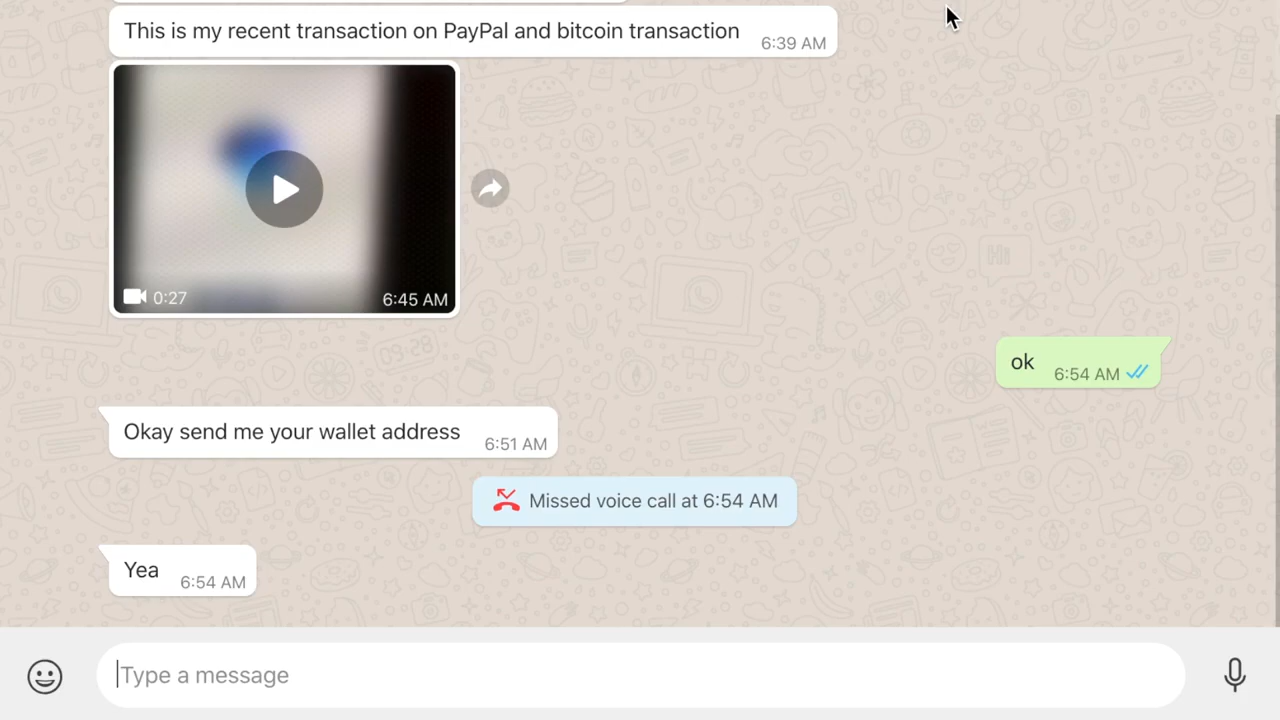 This is my recent transaction on PayPal and bitcoin transaction 6:39 AM
0:27 6:45 AM
ok 6:54 AM
Okay send me your wallet address 6:51 AM
Missed voice call at 6:54 AM
Yea 6:54 AM
Type a message